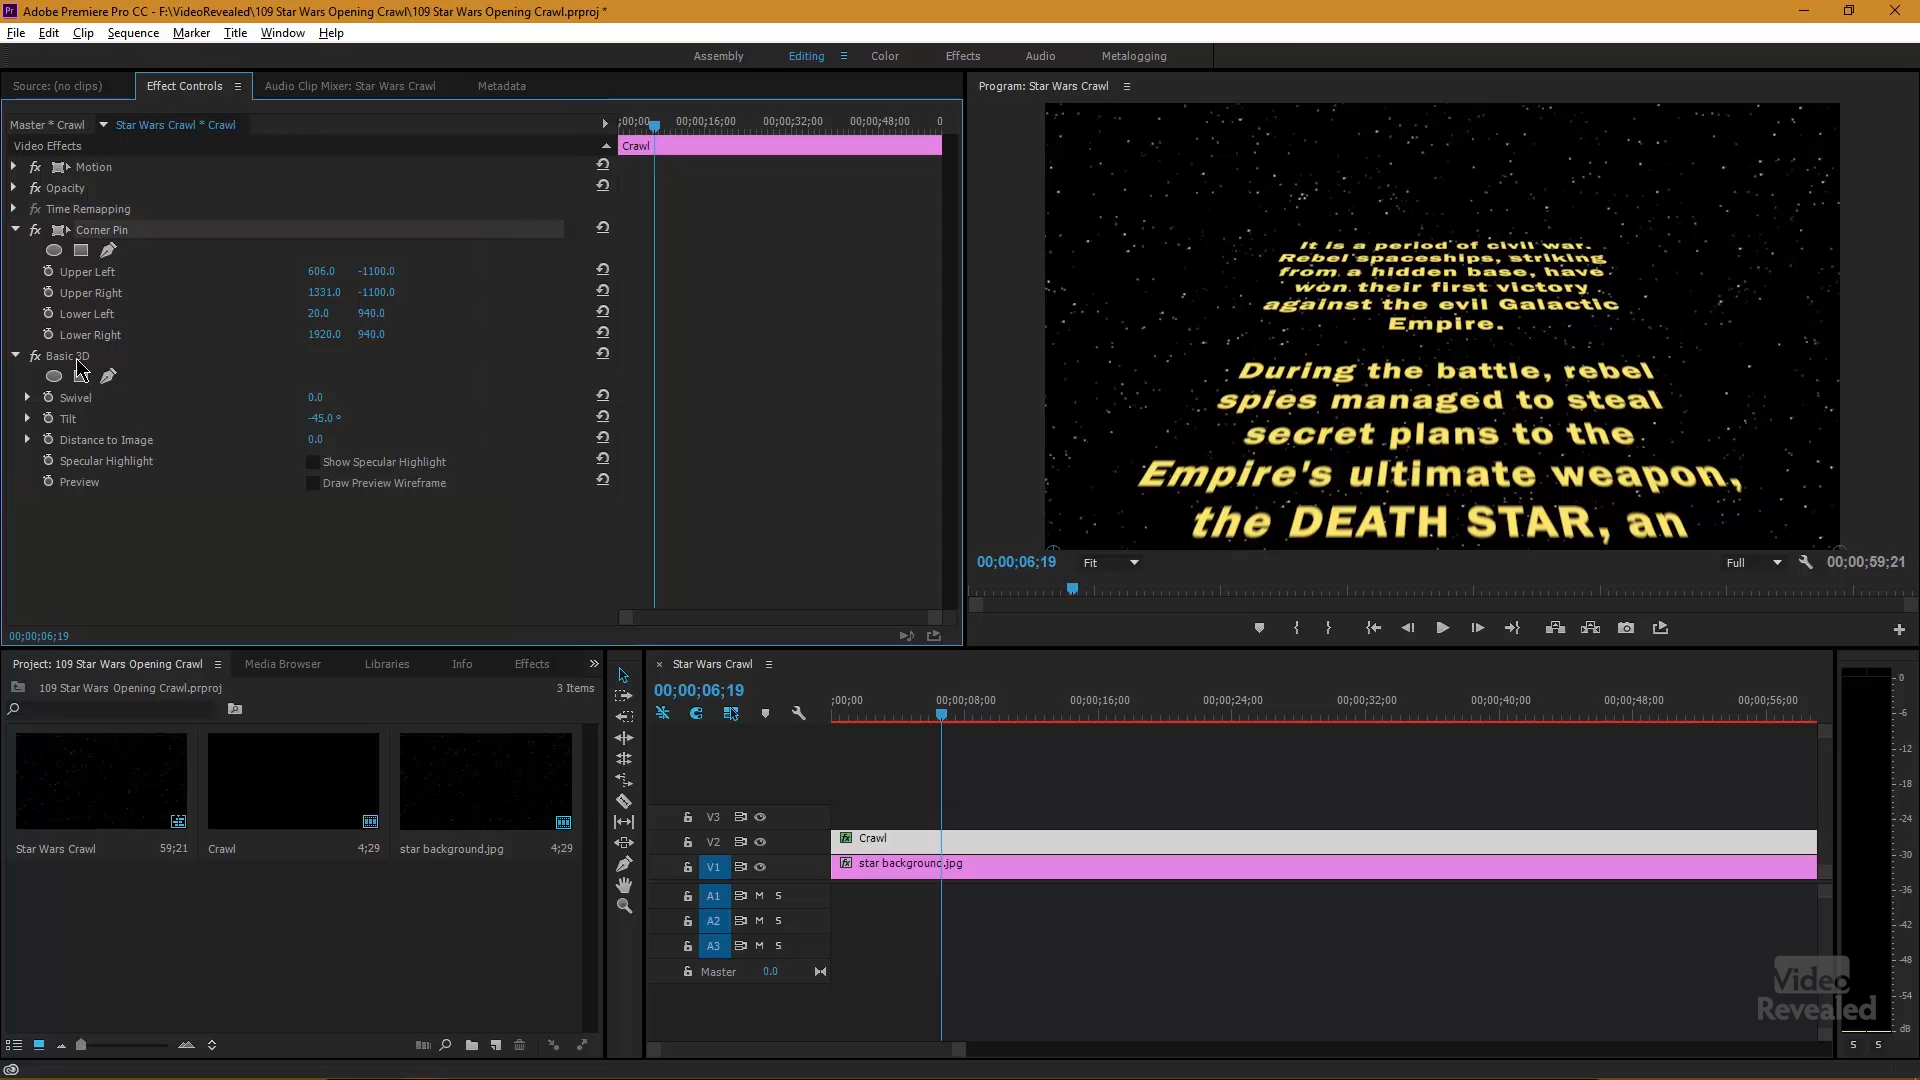 Adobe Premiere Pro CC - F:\VideoRevealed\109 Star Wars Opening Crawl\109 Star Wars Opening Crawl.prproj *
File Edit Clip Sequence Marker Title Window Help
Assembly Editing Color Effects Audio Metalogging
Source: (no clips) Effect Controls Audio Clip Mixer: Star Wars Crawl Metadata
Master * Crawl Star Wars Crawl * Crawl
;00;00 00;00;16;00 00;00;32;00 00;00;48;00 0
Video Effects
Crawl
fx Motion
fx Opacity
fx Time Remapping
fx Corner Pin
Upper Left 606.0 -1100.0
Upper Right 1331.0 -1100.0
Lower Left 20.0 940.0
Lower Right 1920.0 940.0
fx Basic 3D
Swivel 0.0
Tilt -45.0 °
Distance to Image 0.0
Specular Highlight Show Specular Highlight
Preview Draw Preview Wireframe
00;00;06;19
Program: Star Wars Crawl
It is a period of civil war.
Rebel spaceships, striking
from a hidden base, have
won their first victory
against the evil Galactic
Empire.
During the battle, rebel
spies managed to steal
secret plans to the
Empire's ultimate weapon,
the DEATH STAR, an
00;00;06;19 Fit Full 00;00;59;21
Project: 109 Star Wars Opening Crawl Media Browser Libraries Info Effects
109 Star Wars Opening Crawl.prproj 3 Items
Star Wars Crawl 59;21
Crawl 4;29
star background.jpg 4;29
× Star Wars Crawl
00;00;06;19
;00;00 00;00;08;00 00;00;16;00 00;00;24;00 00;00;32;00 00;00;40;00 00;00;48;00 00;00;56;00
V3
V2 fx Crawl
V1 fx star background.jpg
A1 M S
A2 M S
A3 M S
Master 0.0
0
-6
-12
-18
-24
-30
-36
-42
-48
-54
dB
S S
Video
Revealed